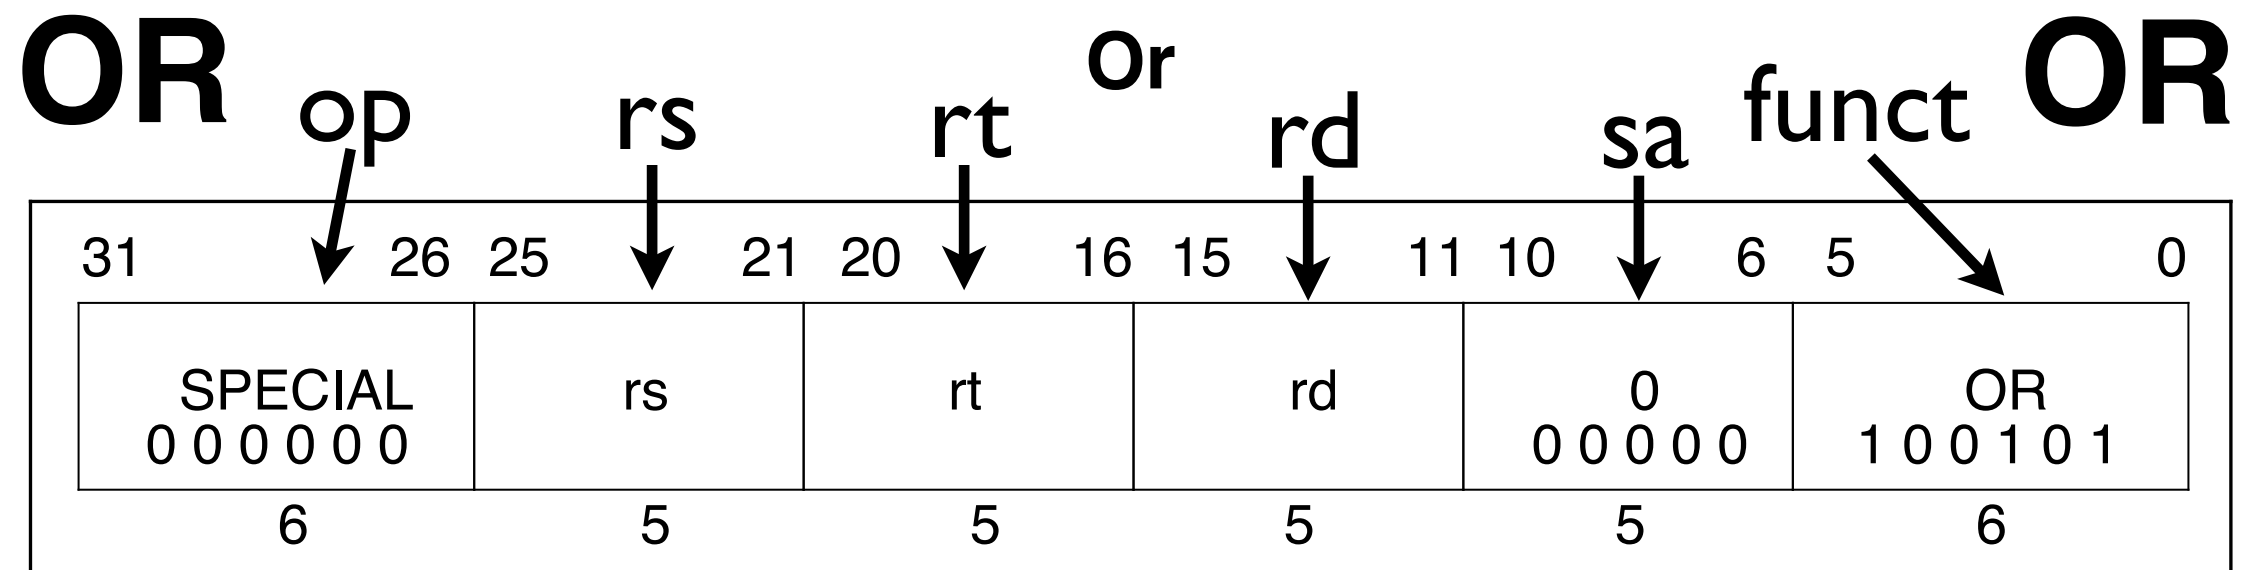 OR Or OR
op rs rt rd sa funct
31 26 25 21 20 16 15 11 10 6 5 0
SPECIAL rs rt rd 0 OR
0 0 0 0 0 0 0 0 0 0 0 1 0 0 1 0 1
6 5 5 5 5 6